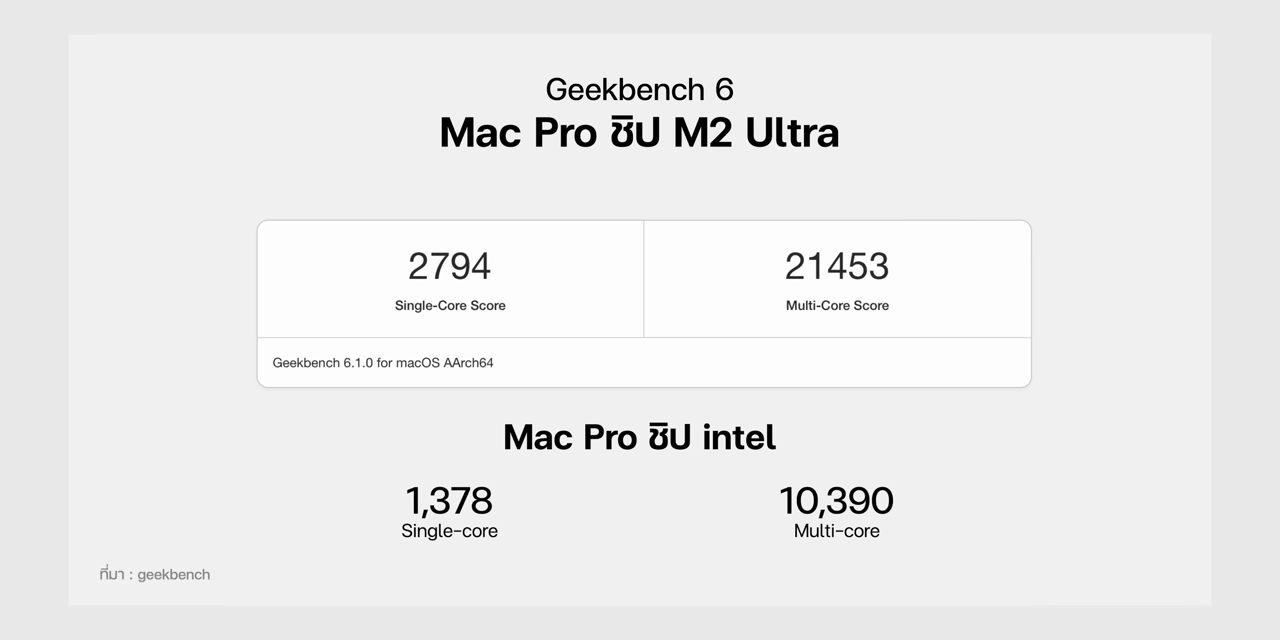 Geekbench 6
Mac Pro ชิป M2 Ultra
2794
Single-Core Score
21453
Multi-Core Score
Geekbench 6.1.0 for macOS AArch64
Mac Pro ชิป intel
1,378
Single-core
10,390
Multi-core
ที่มา : geekbench